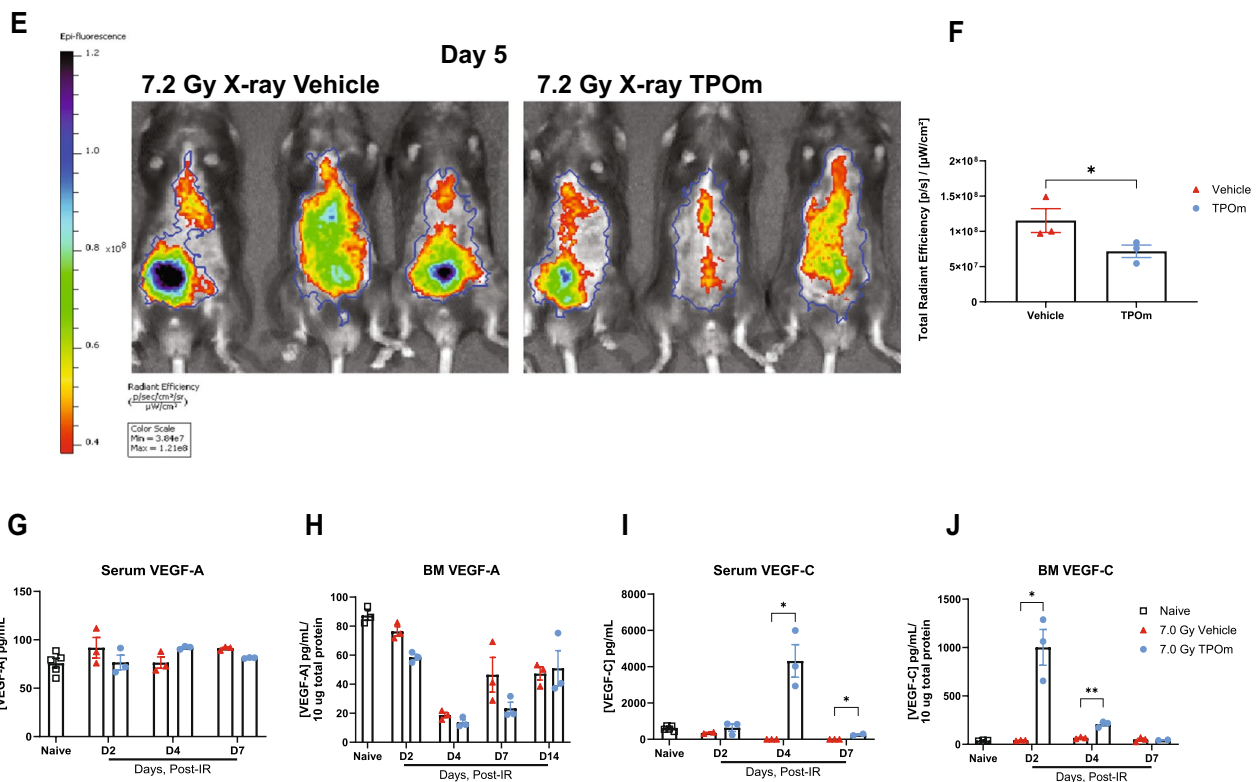 E
F
Epi-fluorescence
Day 5
7.2 Gy X-ray Vehicle
7.2 Gy X-ray TPOm
1.2
1.0
0.8
x10⁸
0.6
0.4
Radiant Efficiency
(p/sec/cm²/sr
µW/cm²)
Color Scale
Min = 3.84e7
Max = 1.21e8
Total Radiant Efficiency [p/s] / [µW/cm²]
2×10⁸
1.5×10⁸
1×10⁸
5×10⁷
0
*
Vehicle
TPOm
Vehicle
TPOm
G
H
I
J
Serum VEGF-A
[VEGF-A] pg/mL
150
100
50
0
Naive
D2
D4
D7
Days, Post-IR
BM VEGF-A
[VEGF-A] pg/mL/
10 ug total protein
100
80
60
40
20
0
Naive
D2
D4
D7
D14
Days, Post-IR
Serum VEGF-C
[VEGF-C] pg/mL
8000
6000
4000
2000
0
*
*
Naive
D2
D4
D7
Days, Post-IR
BM VEGF-C
[VEGF-C] pg/mL/
10 ug total protein
1500
1000
500
0
*
**
Naive
D2
D4
D7
Days, Post-IR
Naive
7.0 Gy Vehicle
7.0 Gy TPOm